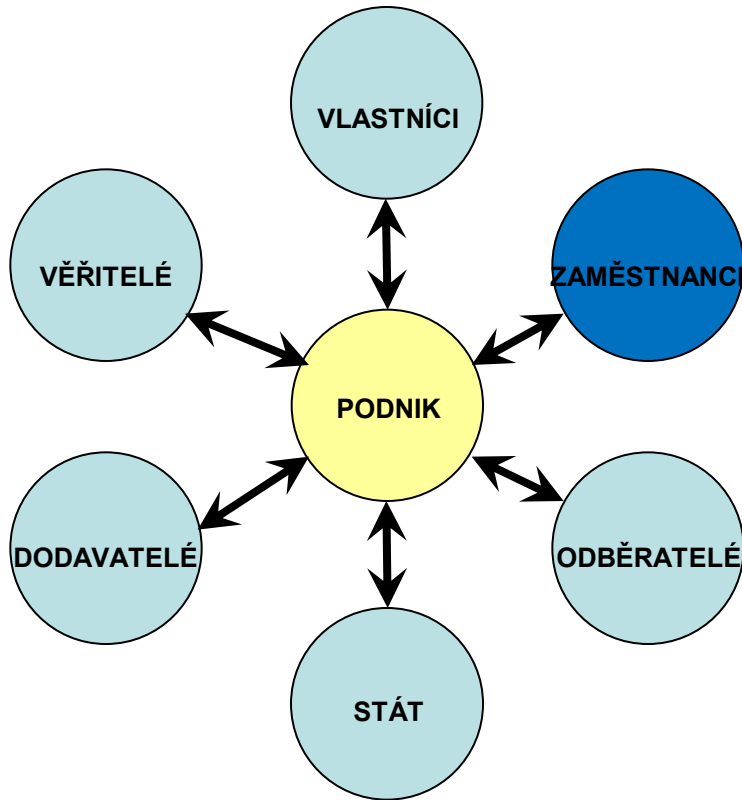 VLASTNÍCI
VĚŘITELÉ
ZAMĚSTNANCI
PODNIK
DODAVATELÉ
ODBĚRATELÉ
STÁT